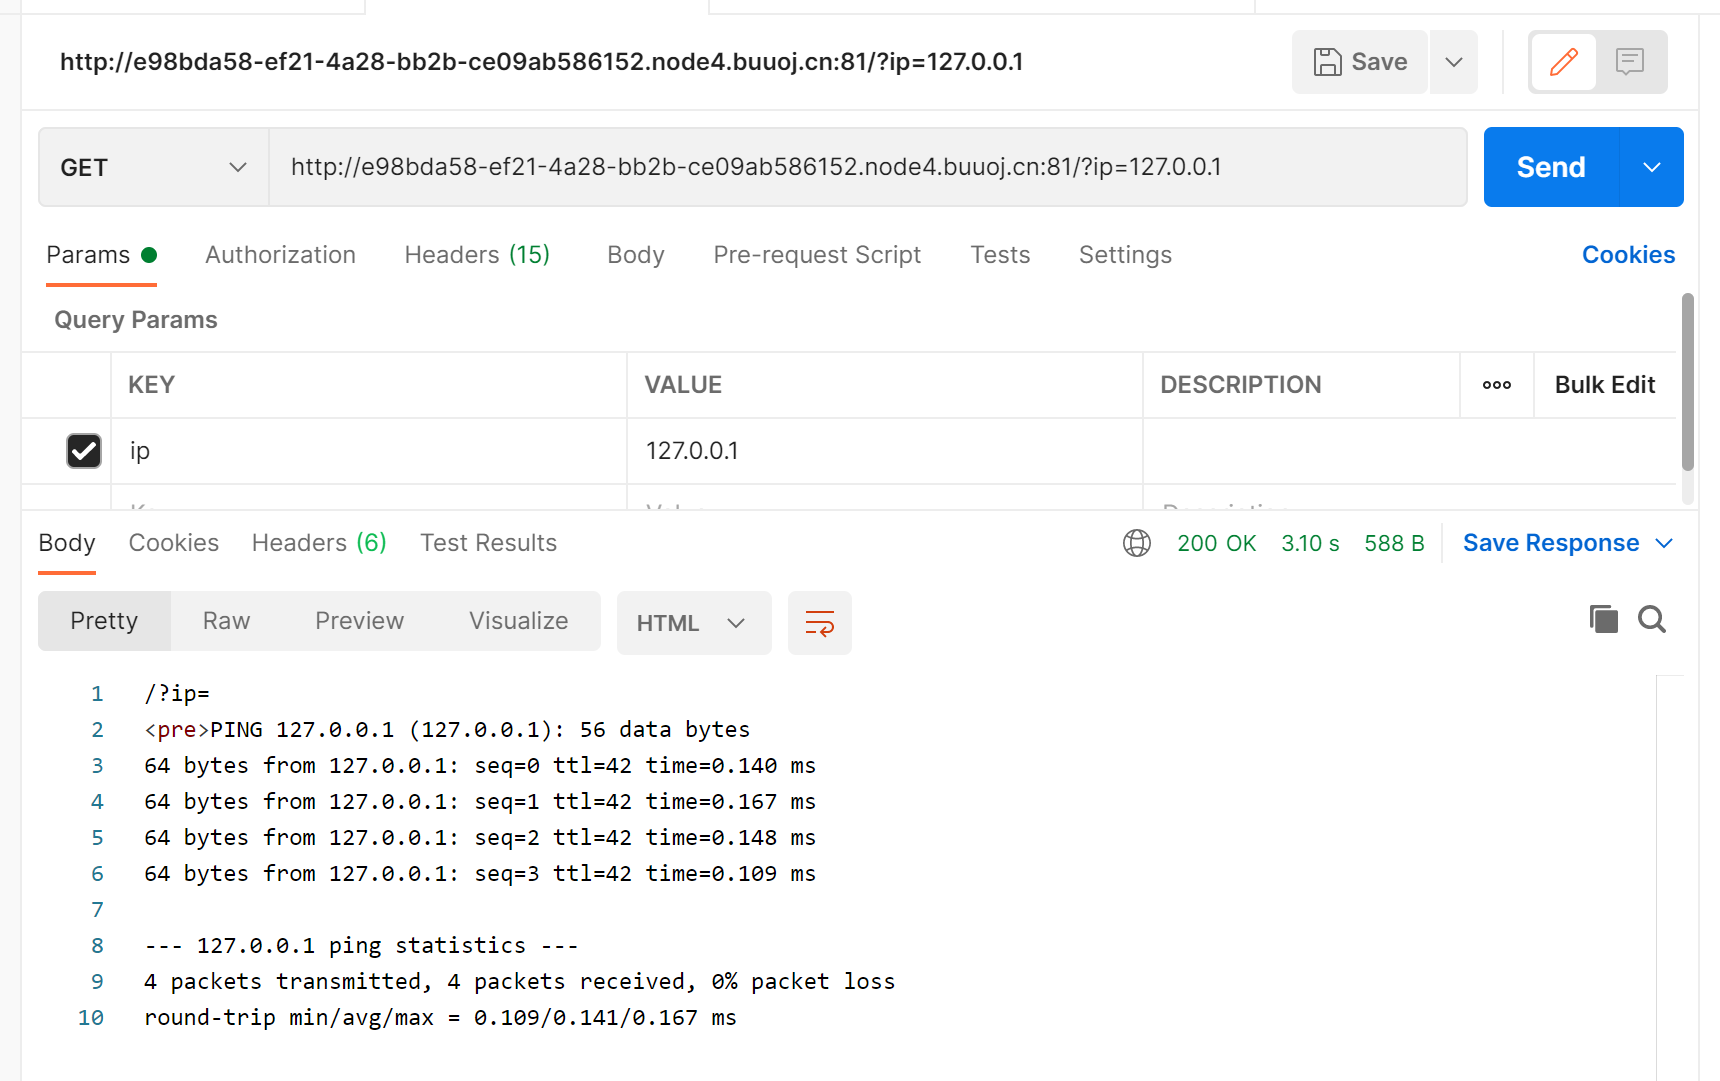 http://e98bda58-ef21-4a28-bb2b-ce09ab586152.node4.buuoj.cn:81/?ip=127.0.0.1
Save
GET
http://e98bda58-ef21-4a28-bb2b-ce09ab586152.node4.buuoj.cn:81/?ip=127.0.0.1
Send
Params Authorization Headers (15) Body Pre-request Script Tests Settings Cookies
Query Params
KEY VALUE DESCRIPTION Bulk Edit
ip 127.0.0.1
Body Cookies Headers (6) Test Results 200 OK 3.10 s 588 B Save Response
Pretty Raw Preview Visualize HTML
1 /?ip=
2 <pre>PING 127.0.0.1 (127.0.0.1): 56 data bytes
3 64 bytes from 127.0.0.1: seq=0 ttl=42 time=0.140 ms
4 64 bytes from 127.0.0.1: seq=1 ttl=42 time=0.167 ms
5 64 bytes from 127.0.0.1: seq=2 ttl=42 time=0.148 ms
6 64 bytes from 127.0.0.1: seq=3 ttl=42 time=0.109 ms
7
8 --- 127.0.0.1 ping statistics ---
9 4 packets transmitted, 4 packets received, 0% packet loss
10 round-trip min/avg/max = 0.109/0.141/0.167 ms